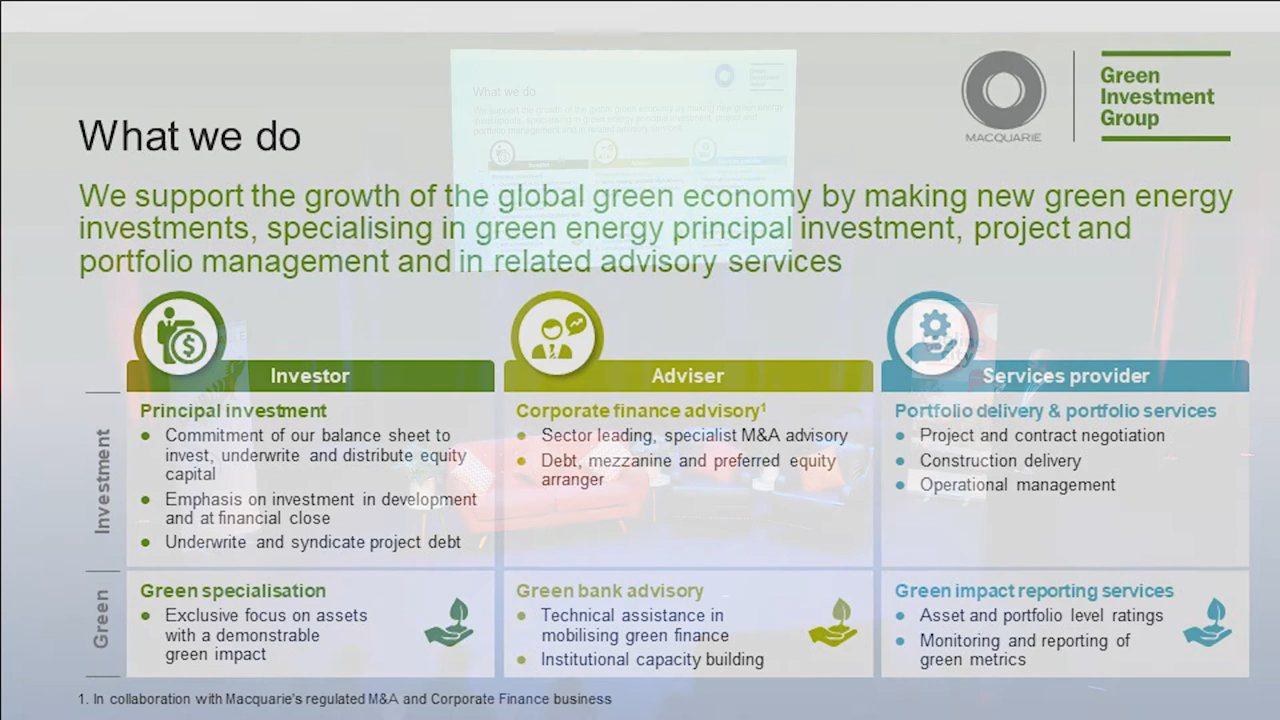 MACQUARIE
Green
Investment
Group
What we do
We support the growth of the global green economy by making new green energy
investments, specialising in green energy principal investment, project and
portfolio management and in related advisory services
Investor
Adviser
Services provider
Investment
Principal investment
Commitment of our balance sheet to
invest, underwrite and distribute equity
capital
Emphasis on investment in development
and at financial close
Underwrite and syndicate project debt
Corporate finance advisory¹
Sector leading, specialist M&A advisory
Debt, mezzanine and preferred equity
arranger
Portfolio delivery & portfolio services
Project and contract negotiation
Construction delivery
Operational management
Green
Green specialisation
Exclusive focus on assets
with a demonstrable
green impact
Green bank advisory
Technical assistance in
mobilising green finance
Institutional capacity building
Green impact reporting services
Asset and portfolio level ratings
Monitoring and reporting of
green metrics
1. In collaboration with Macquarie's regulated M&A and Corporate Finance business